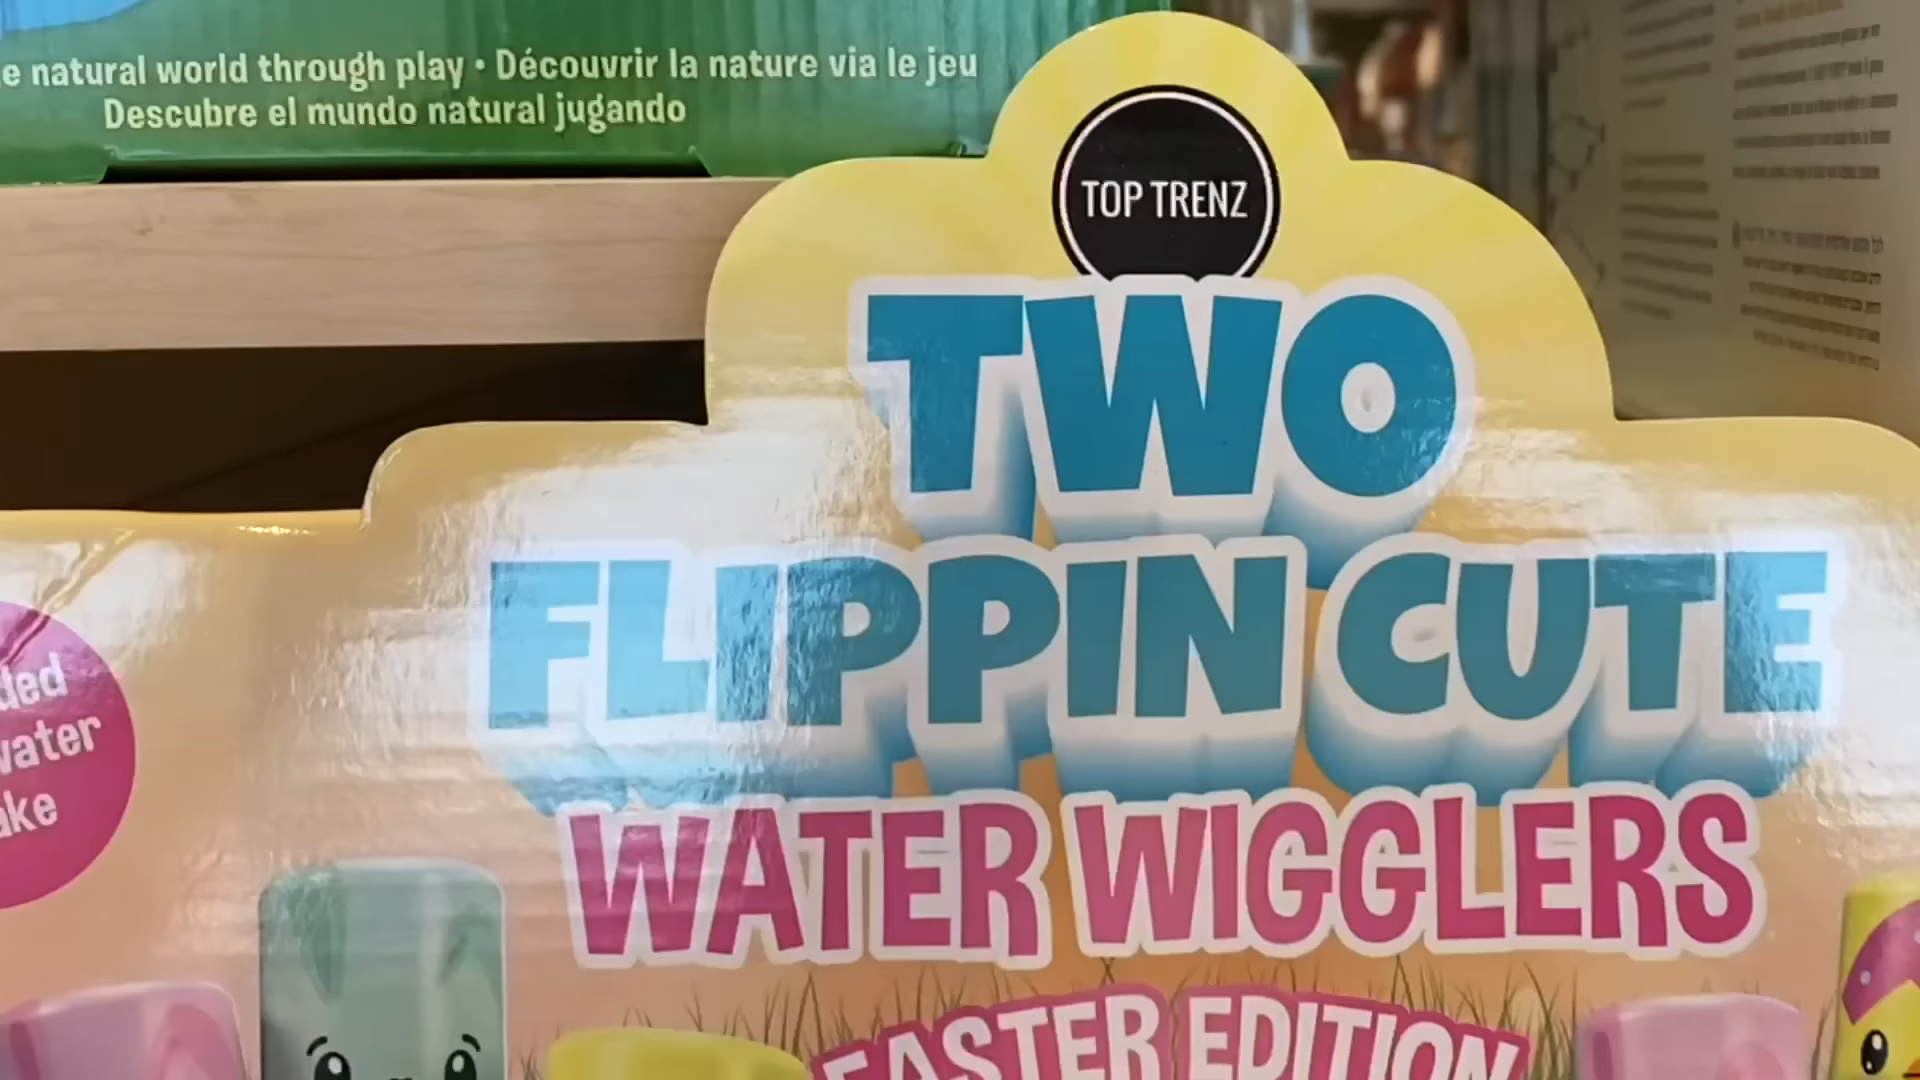 e natural world through play • Découvrir la nature via le jeu
Descubre el mundo natural jugando
TOP TRENZ
TWO
FLIPPIN CUTE
WATER WIGGLERS
EASTER EDITION
ded
water
ake